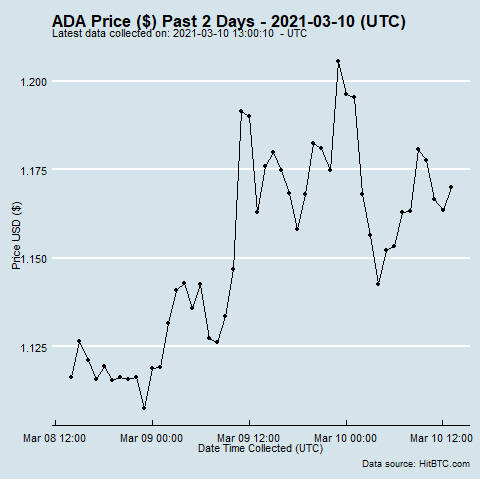 ADA Price ($) Past 2 Days - 2021-03-10 (UTC)
Latest data collected on: 2021-03-10 13:00:10  - UTC
1.200
1.175
1.150
1.125
Price USD ($)
Mar 08 12:00 Mar 09 00:00 Mar 09 12:00 Mar 10 00:00 Mar 10 12:00
Date Time Collected (UTC)
Data source: HitBTC.com